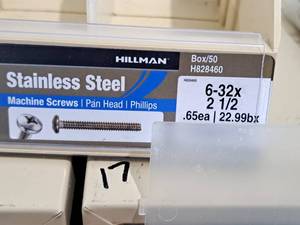 HILLMAN
Box/50
H828460
Stainless Steel
Machine Screws | Pan Head | Phillips
6-32x
2 1/2
.65ea | 22.99bx
17